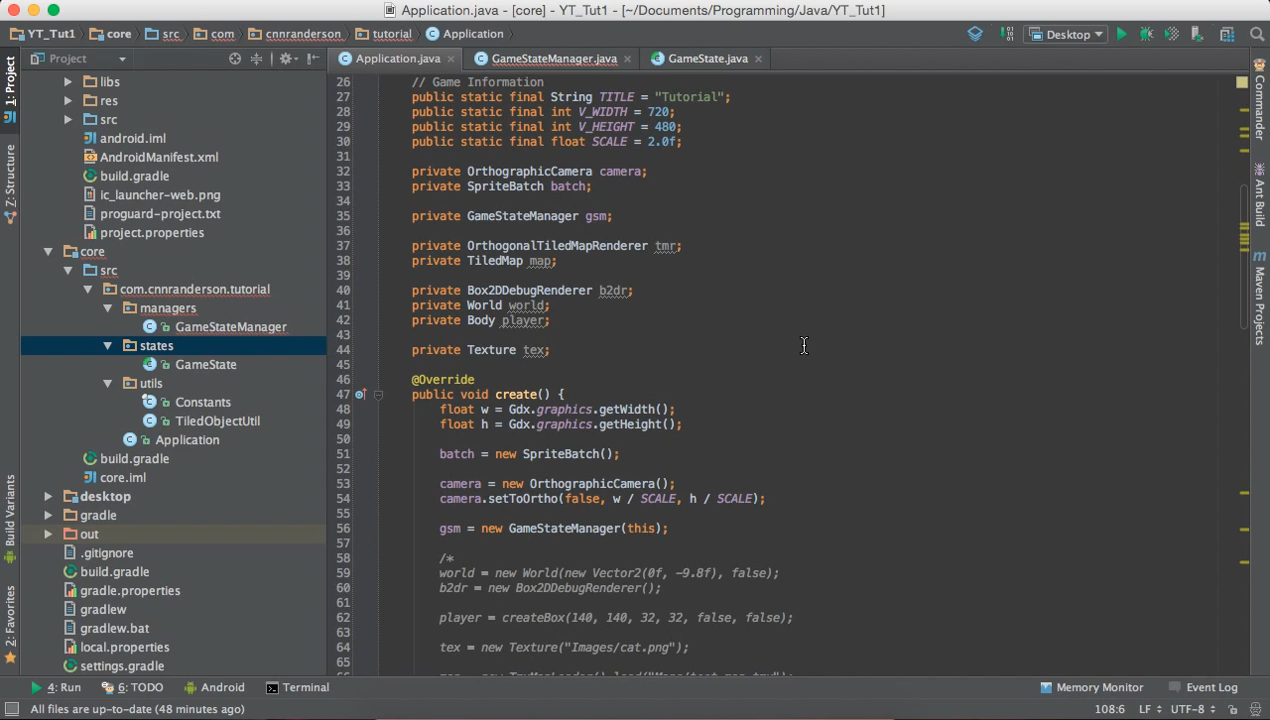 Application.java - [core] - YT_Tut1 - [~/Documents/Programming/Java/YT_Tut1]
YT_Tut1 core src com cnnranderson tutorial Application Desktop
Project
Application.java GameStateManager.java GameState.java
1: Project
Z: Structure
Build Variants
2: Favorites
libs
res
src
android.iml
AndroidManifest.xml
build.gradle
ic_launcher-web.png
proguard-project.txt
project.properties
core
src
com.cnnranderson.tutorial
managers
GameStateManager
states
GameState
utils
Constants
TiledObjectUtil
Application
build.gradle
core.iml
desktop
gradle
out
.gitignore
build.gradle
gradle.properties
gradlew
gradlew.bat
local.properties
settings.gradle
26 // Game Information
27 public static final String TITLE = "Tutorial";
28 public static final int V_WIDTH = 720;
29 public static final int V_HEIGHT = 480;
30 public static final float SCALE = 2.0f;
31
32 private OrthographicCamera camera;
33 private SpriteBatch batch;
34
35 private GameStateManager gsm;
36
37 private OrthogonalTiledMapRenderer tmr;
38 private TiledMap map;
39
40 private Box2DDebugRenderer b2dr;
41 private World world;
42 private Body player;
43
44 private Texture tex;
45
46 @Override
47 public void create() {
48 float w = Gdx.graphics.getWidth();
49 float h = Gdx.graphics.getHeight();
50
51 batch = new SpriteBatch();
52
53 camera = new OrthographicCamera();
54 camera.setToOrtho(false, w / SCALE, h / SCALE);
55
56 gsm = new GameStateManager(this);
57
58 /*
59 world = new World(new Vector2(0f, -9.8f), false);
60 b2dr = new Box2DDebugRenderer();
61
62 player = createBox(140, 140, 32, 32, false, false);
63
64 tex = new Texture("Images/cat.png");
65
Commander
Ant Build
Maven Projects
4: Run 6: TODO Android Terminal Memory Monitor Event Log
All files are up-to-date (48 minutes ago) 108:6 LF UTF-8